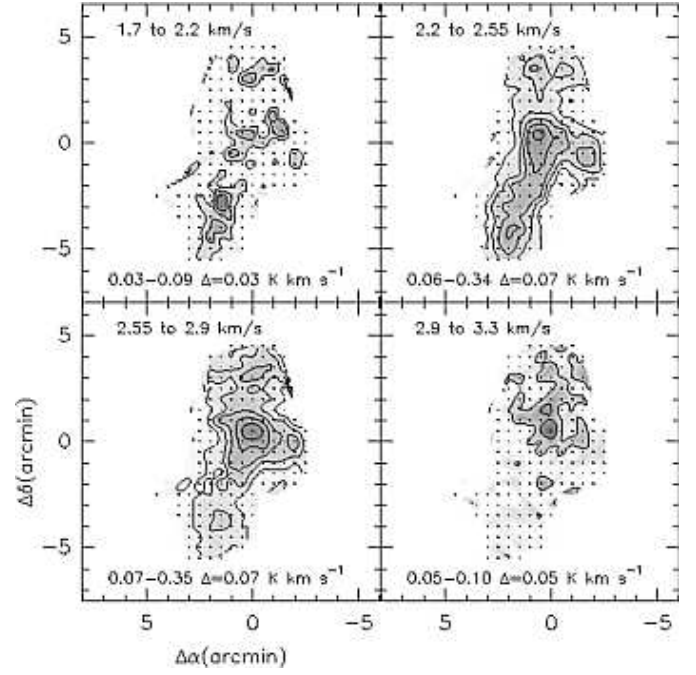 1.7 to 2.2 km/s
2.2 to 2.55 km/s
5
0
−5
0.03−0.09 Δ=0.03 K km s⁻¹
0.06−0.34 Δ=0.07 K km s⁻¹
2.55 to 2.9 km/s
2.9 to 3.3 km/s
5
0
−5
Δδ(arcmin)
0.07−0.35 Δ=0.07 K km s⁻¹
0.05−0.10 Δ=0.05 K km s⁻¹
5 0 −5
5 0 −5
Δα(arcmin)